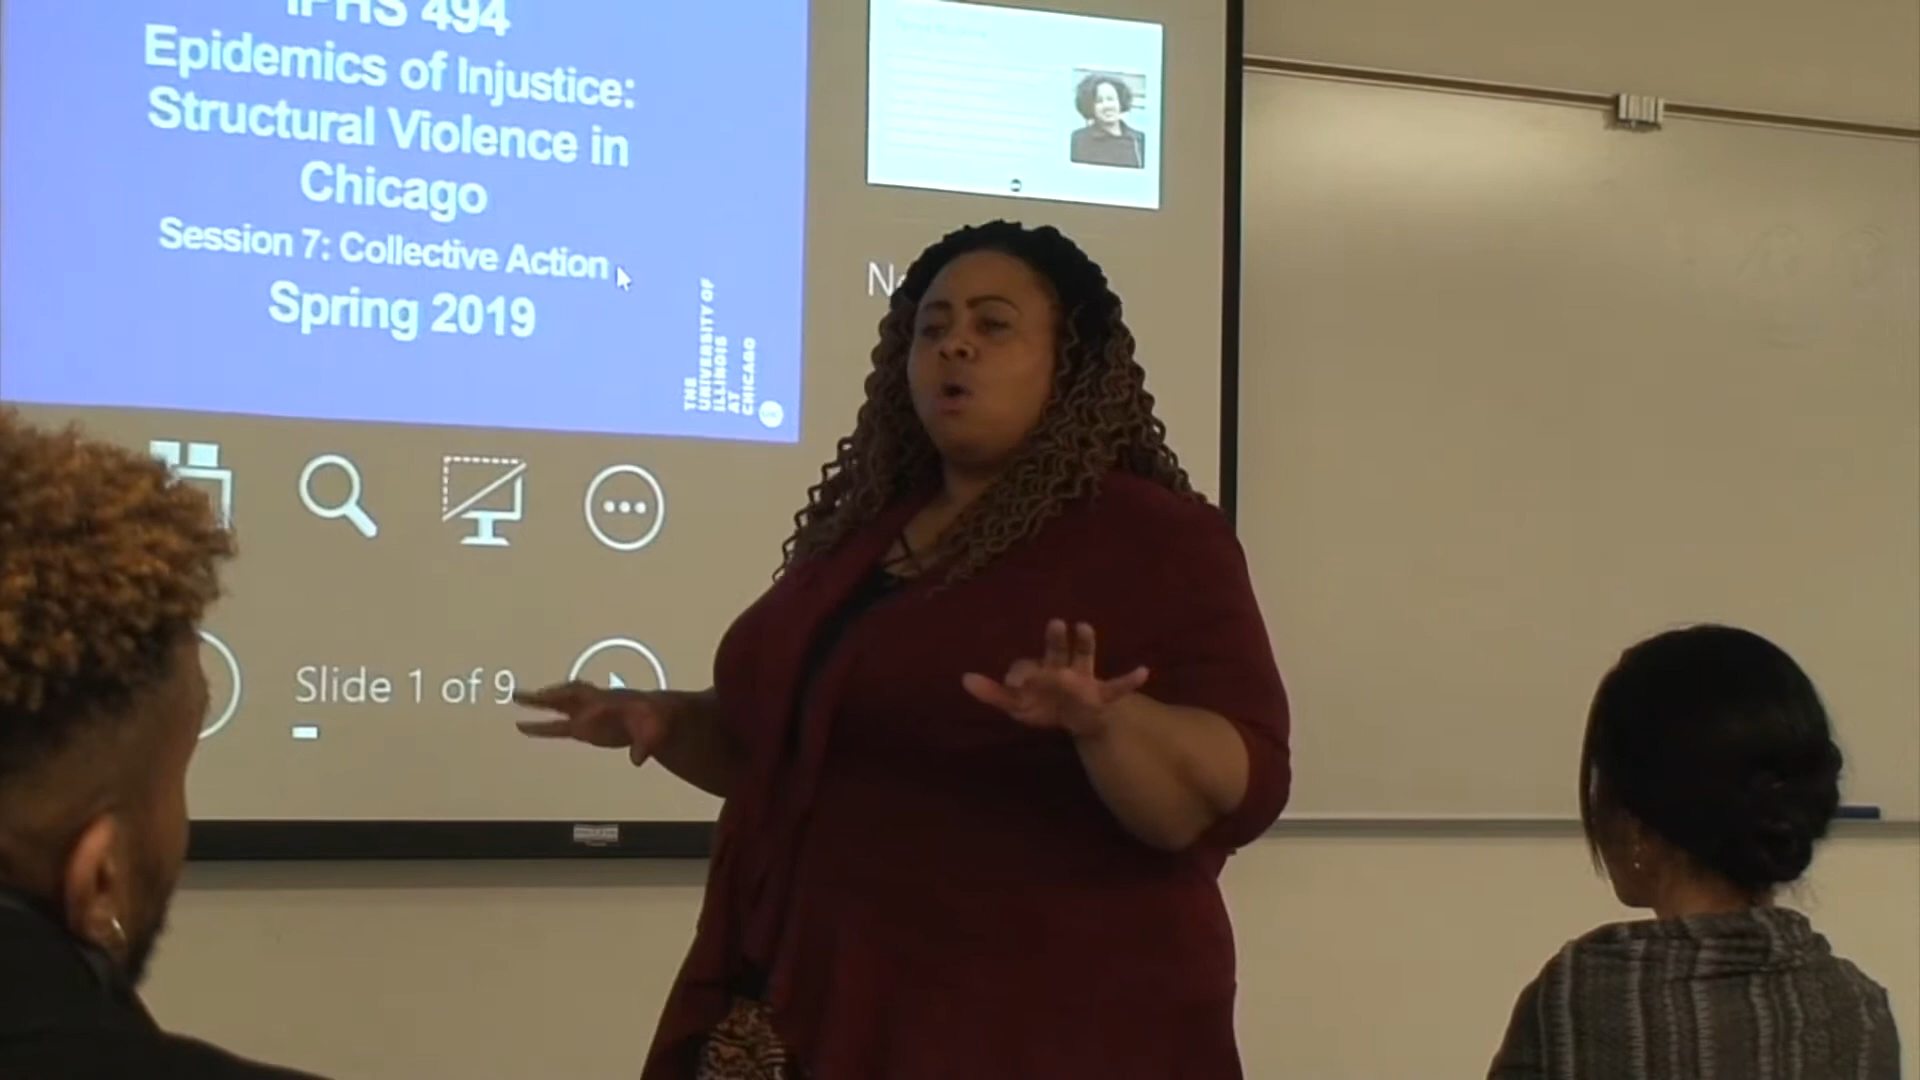 IPHS 494
Epidemics of Injustice:
Structural Violence in
Chicago
Session 7: Collective Action
Spring 2019
THE
UNIVERSITY OF
ILLINOIS
AT
CHICAGO
Slide 1 of 9